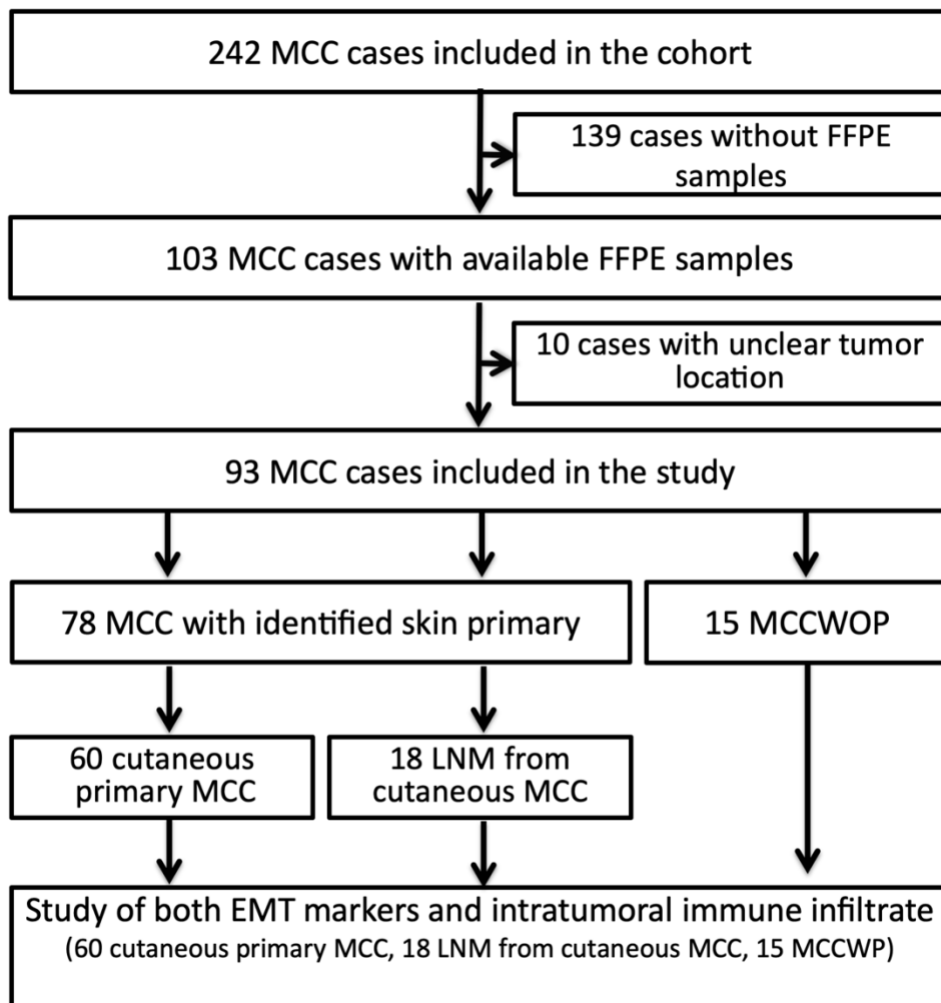 242 MCC cases included in the cohort
139 cases without FFPE
samples
103 MCC cases with available FFPE samples
10 cases with unclear tumor
location
93 MCC cases included in the study
78 MCC with identified skin primary
15 MCCWOP
60 cutaneous
primary MCC
18 LNM from
cutaneous MCC
Study of both EMT markers and intratumoral immune infiltrate
(60 cutaneous primary MCC, 18 LNM from cutaneous MCC, 15 MCCWP)